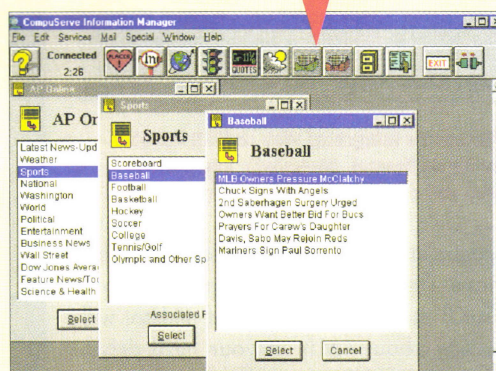 CompuServe Information Manager
File Edit Services Mail Special Window Help
Connected
2:26
QUOTES
EXIT
AP Online
AP On
Latest News-Upd
Weather
Sports
National
Washington
World
Political
Entertainment
Business News
Wall Street
Dow Jones Avera
Feature News/To
Science & Health
Select
Sports
Sports
Scoreboard
Baseball
Football
Basketball
Hockey
Soccer
College
Tennis/Golf
Olympic and Other Sp
Associated P
Select
Baseball
Baseball
MLB Owners Pressure McClatchy
Chuck Signs With Angels
2nd Saberhagen Surgery Urged
Owners Want Better Bid For Bucs
Prayers For Carew's Daughter
Davis, Sabo May Rejoin Reds
Mariners Sign Paul Sorrento
Select Cancel